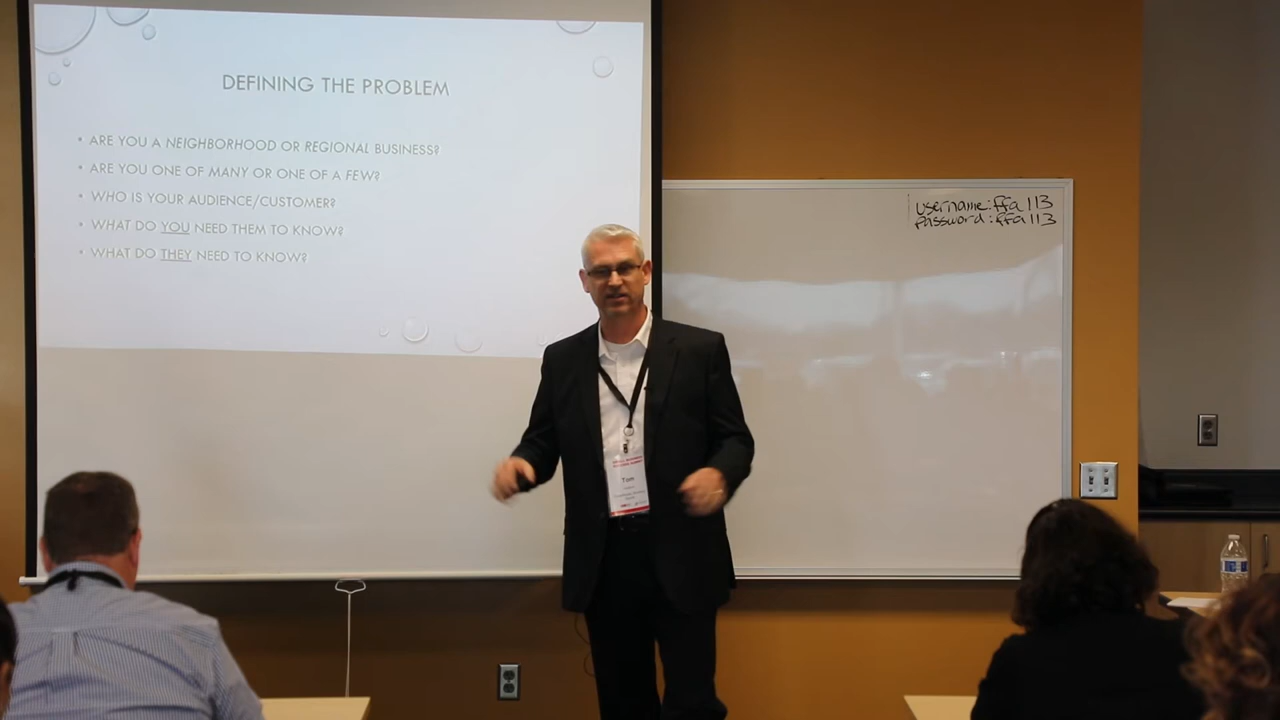 DEFINING THE PROBLEM
• ARE YOU A NEIGHBORHOOD OR REGIONAL BUSINESS?
• ARE YOU ONE OF MANY OR ONE OF A FEW?
• WHO IS YOUR AUDIENCE/CUSTOMER?
• WHAT DO YOU NEED THEM TO KNOW?
• WHAT DO THEY NEED TO KNOW?
username: ffa113
Password: ffa113
Tom